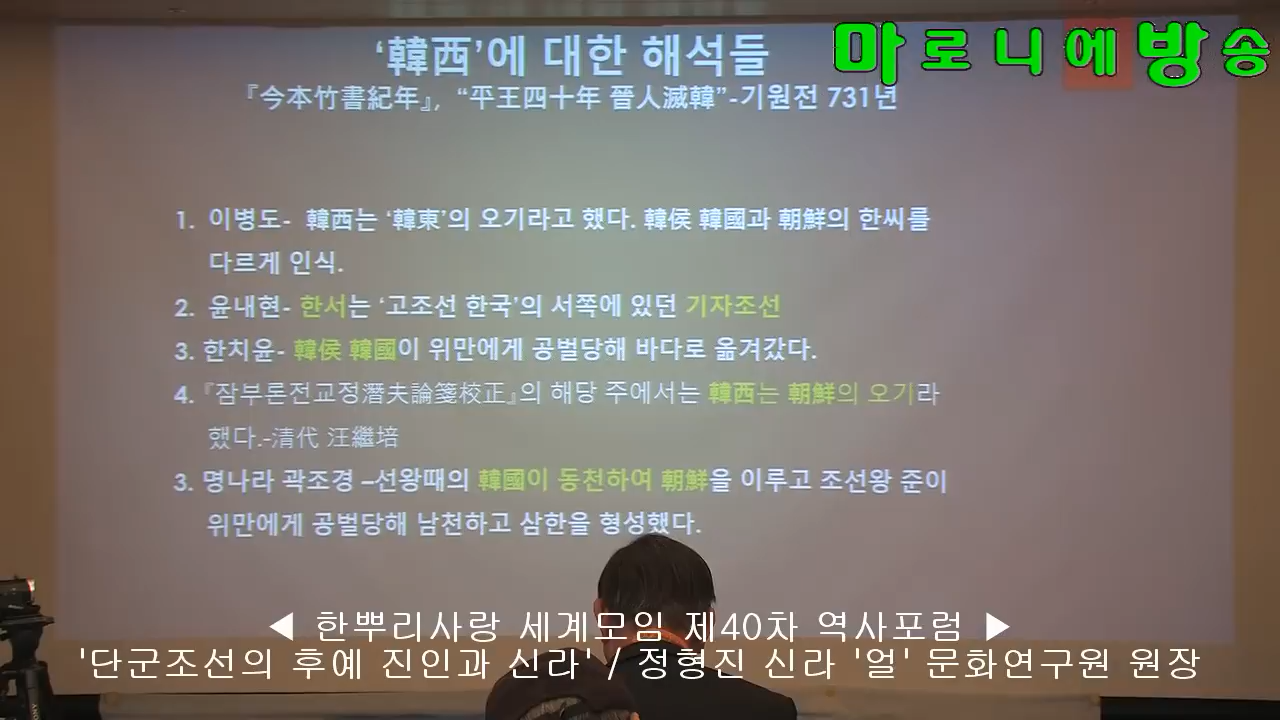 마로니에방송
‘韓西’에 대한 해석들
『今本竹書紀年』, “平王四十年 晉人滅韓”-기원전 731년
1. 이병도- 韓西는 ‘韓東’의 오기라고 했다. 韓侯 韓國과 朝鮮의 한씨를
다르게 인식.
2. 윤내현- 한서는 ‘고조선 한국’의 서쪽에 있던 기자조선
3. 한치윤- 韓侯 韓國이 위만에게 공벌당해 바다로 옮겨갔다.
4.『잠부론전교정潛夫論箋校正』의 해당 주에서는 韓西는 朝鮮의 오기라
했다.-清代 汪繼培
3. 명나라 곽조경 –선왕때의 韓國이 동천하여 朝鮮을 이루고 조선왕 준이
위만에게 공벌당해 남천하고 삼한을 형성했다.
◀ 한뿌리사랑 세계모임 제40차 역사포럼 ▶
'단군조선의 후예 진인과 신라' / 정형진 신라 '얼' 문화연구원 원장
SONY